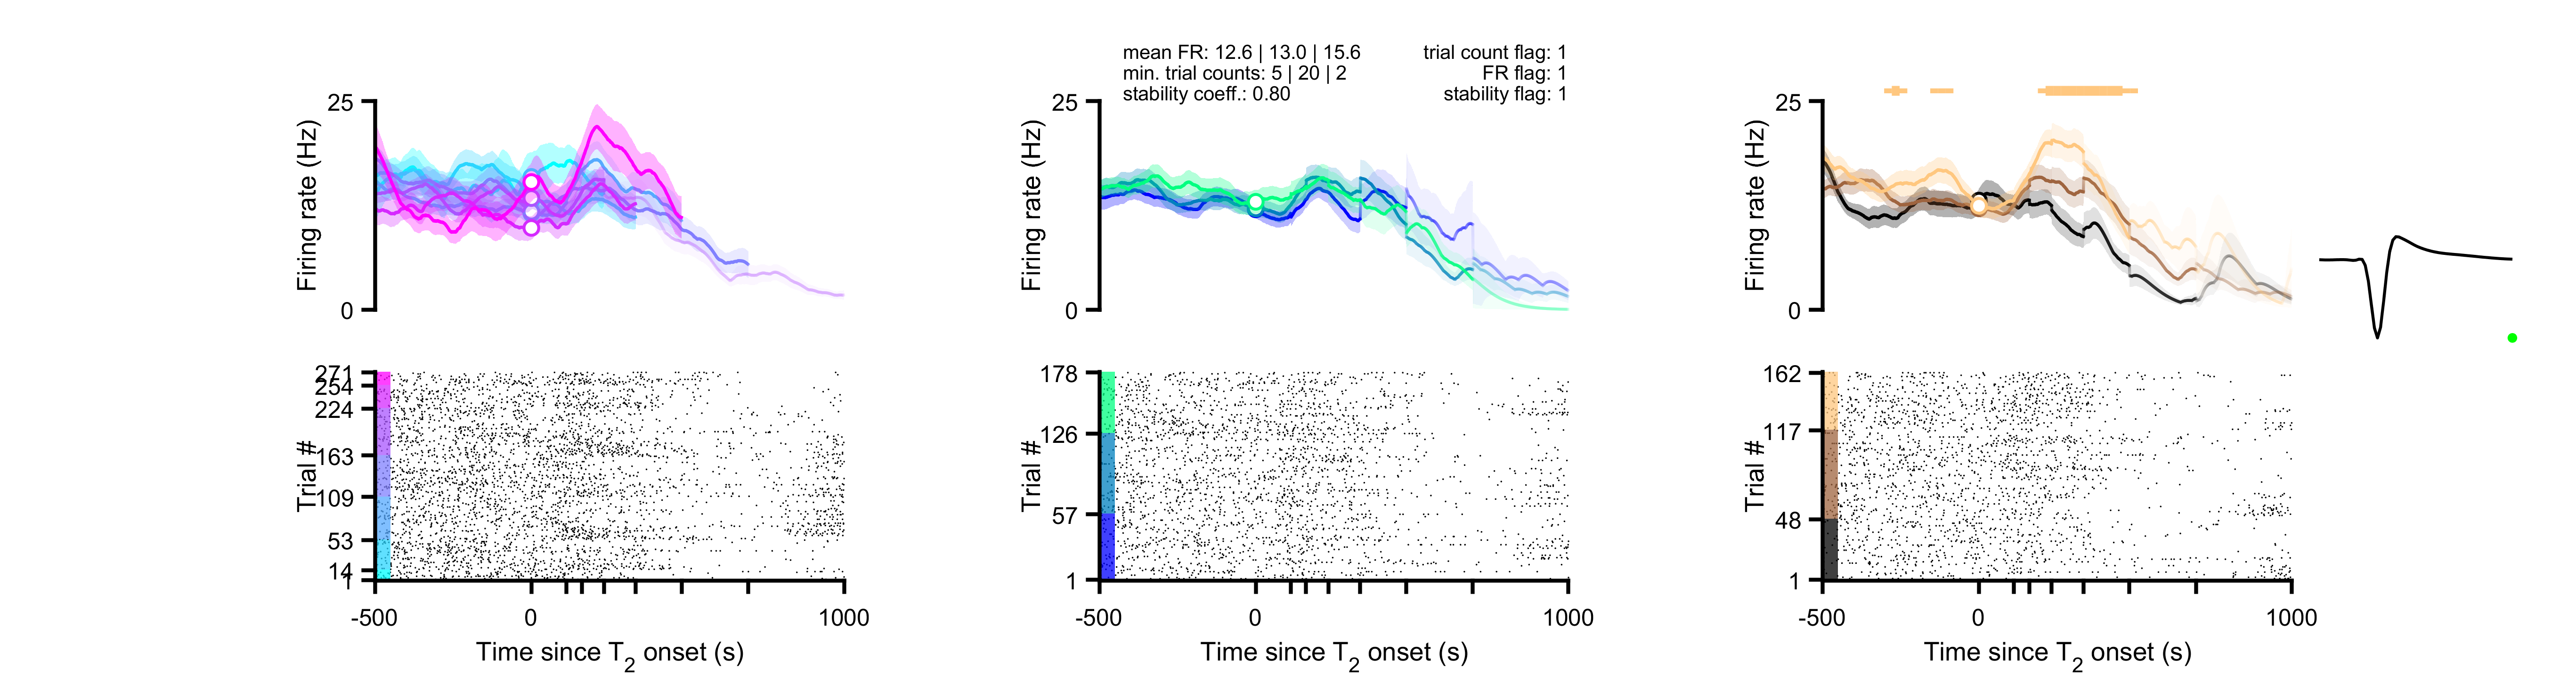 mean FR: 12.6 | 13.0 | 15.6
min. trial counts: 5 | 20 | 2
stability coeff.: 0.80
trial count flag: 1
FR flag: 1
stability flag: 1
25
0
Firing rate (Hz)
25
0
Firing rate (Hz)
25
0
Firing rate (Hz)
271
254
224
163
109
53
14
1
Trial #
-500
0
1000
Time since T2 onset (s)
178
126
57
1
Trial #
-500
0
1000
Time since T2 onset (s)
162
117
48
1
Trial #
-500
0
1000
Time since T2 onset (s)